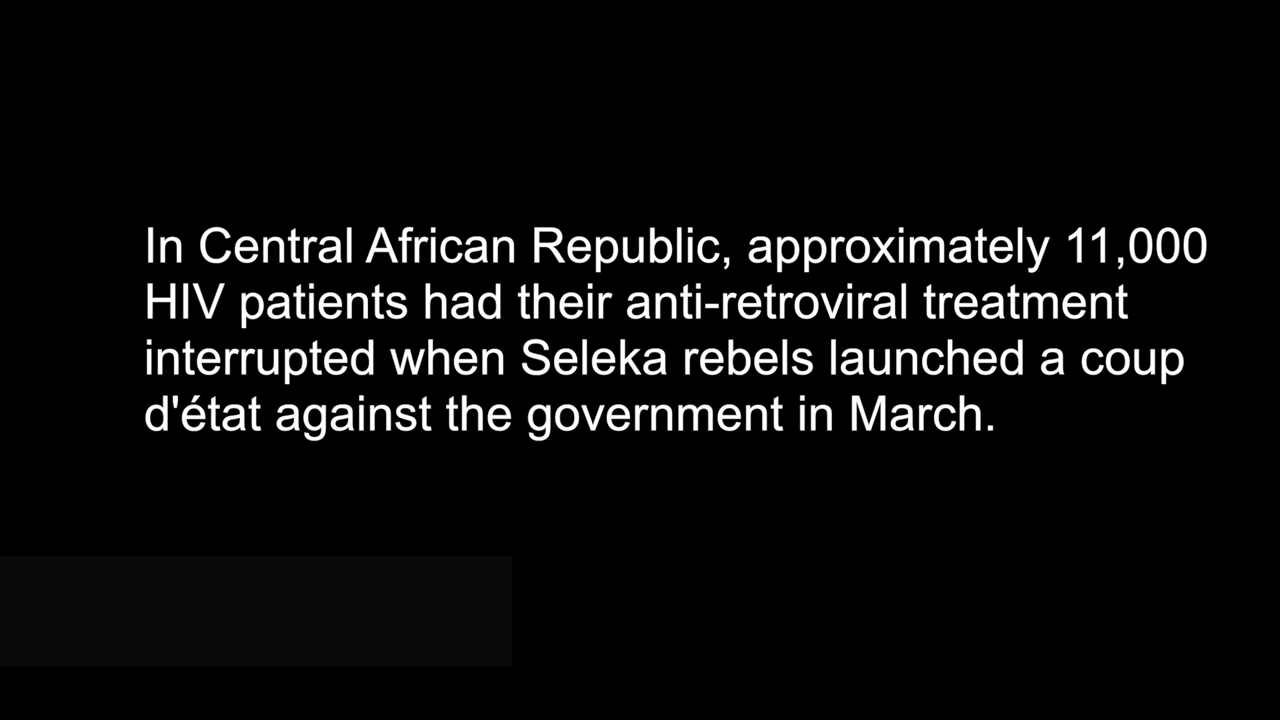 In Central African Republic, approximately 11,000
HIV patients had their anti-retroviral treatment
interrupted when Seleka rebels launched a coup
d'état against the government in March.